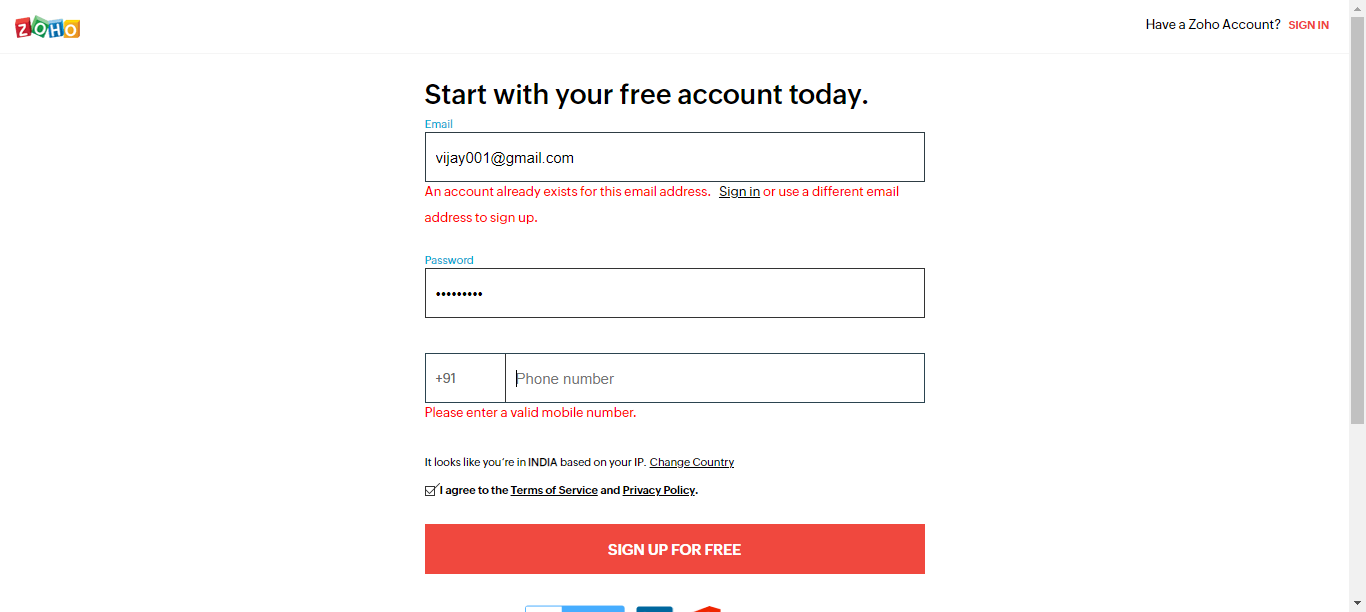 ZOHO
Have a Zoho Account? SIGN IN
Start with your free account today.
Email
vijay001@gmail.com
An account already exists for this email address. Sign in or use a different email
address to sign up.
Password
•••••••••
+91 Phone number
Please enter a valid mobile number.
It looks like you're in INDIA based on your IP. Change Country
I agree to the Terms of Service and Privacy Policy.
SIGN UP FOR FREE